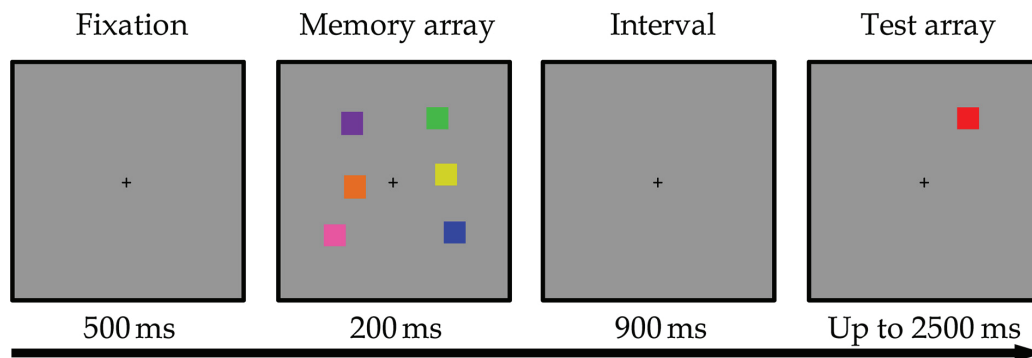 Fixation
Memory array
Interval
Test array
500 ms
200 ms
900 ms
Up to 2500 ms